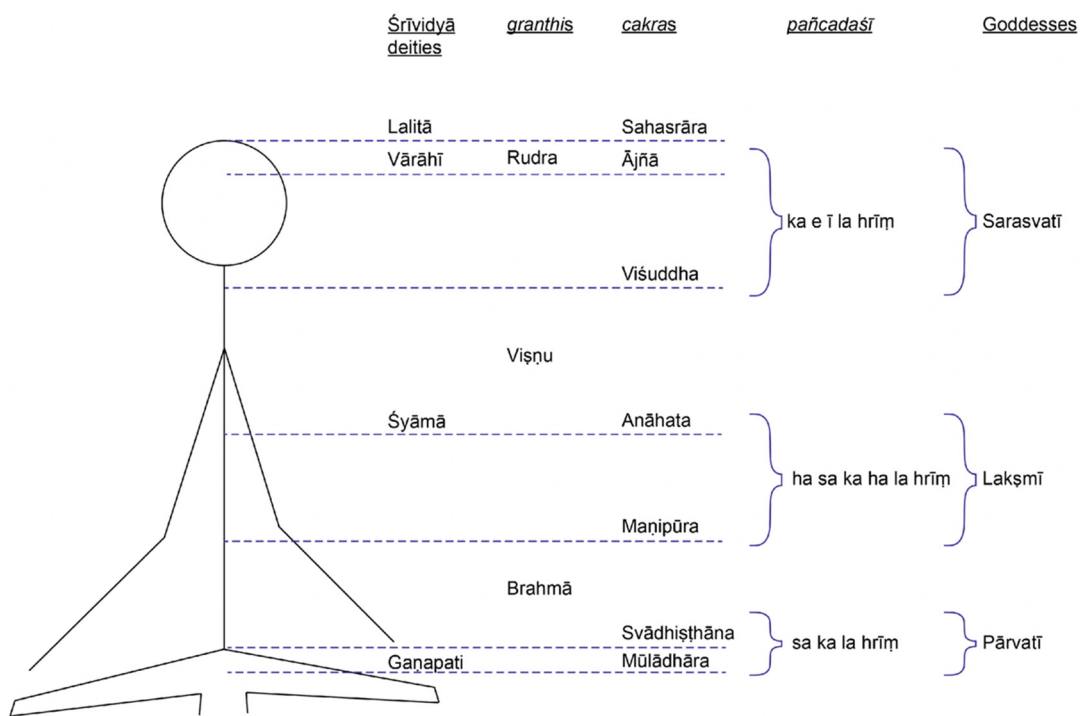 Śrīvidyā deities granthis cakras pañcadaśī Goddesses
Lalitā Sahasrāra
Vārāhī Rudra Ājñā
ka e ī la hrīṃ Sarasvatī
Viśuddha
Viṣṇu
Śyāmā Anāhata
ha sa ka ha la hrīṃ Lakṣmī
Maṇipūra
Brahmā
Svādhiṣṭhāna
sa ka la hrīṃ Pārvatī
Gaṇapati Mūlādhāra